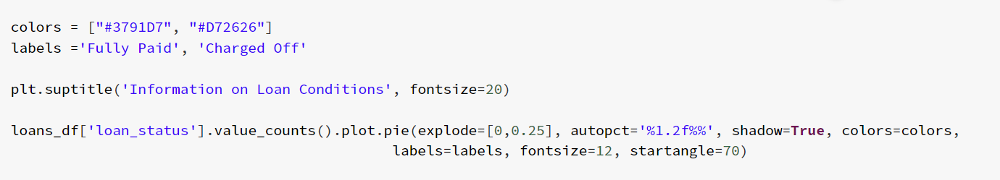 colors = ["#3791D7", "#D72626"]
labels ='Fully Paid', 'Charged Off'
plt.suptitle('Information on Loan Conditions', fontsize=20)
loans_df['loan_status'].value_counts().plot.pie(explode=[0,0.25], autopct='%1.2f%%', shadow=True, colors=colors,
labels=labels, fontsize=12, startangle=70)